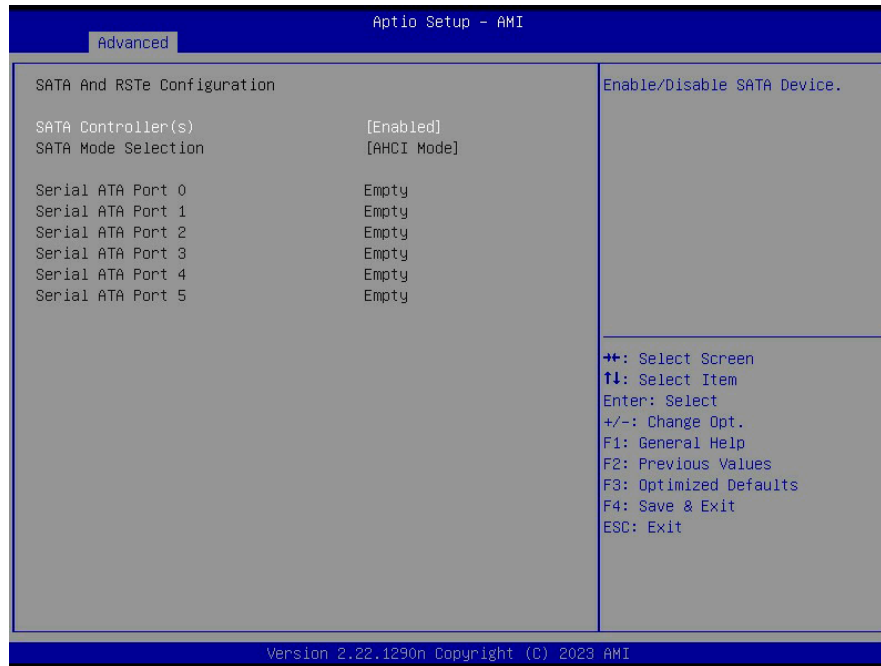 Aptio Setup – AMI
Advanced
SATA And RSTe Configuration
SATA Controller(s) [Enabled]
SATA Mode Selection [AHCI Mode]
Serial ATA Port 0 Empty
Serial ATA Port 1 Empty
Serial ATA Port 2 Empty
Serial ATA Port 3 Empty
Serial ATA Port 4 Empty
Serial ATA Port 5 Empty
Enable/Disable SATA Device.
→←: Select Screen
↑↓: Select Item
Enter: Select
+/-: Change Opt.
F1: General Help
F2: Previous Values
F3: Optimized Defaults
F4: Save & Exit
ESC: Exit
Version 2.22.1290n Copyright (C) 2023 AMI